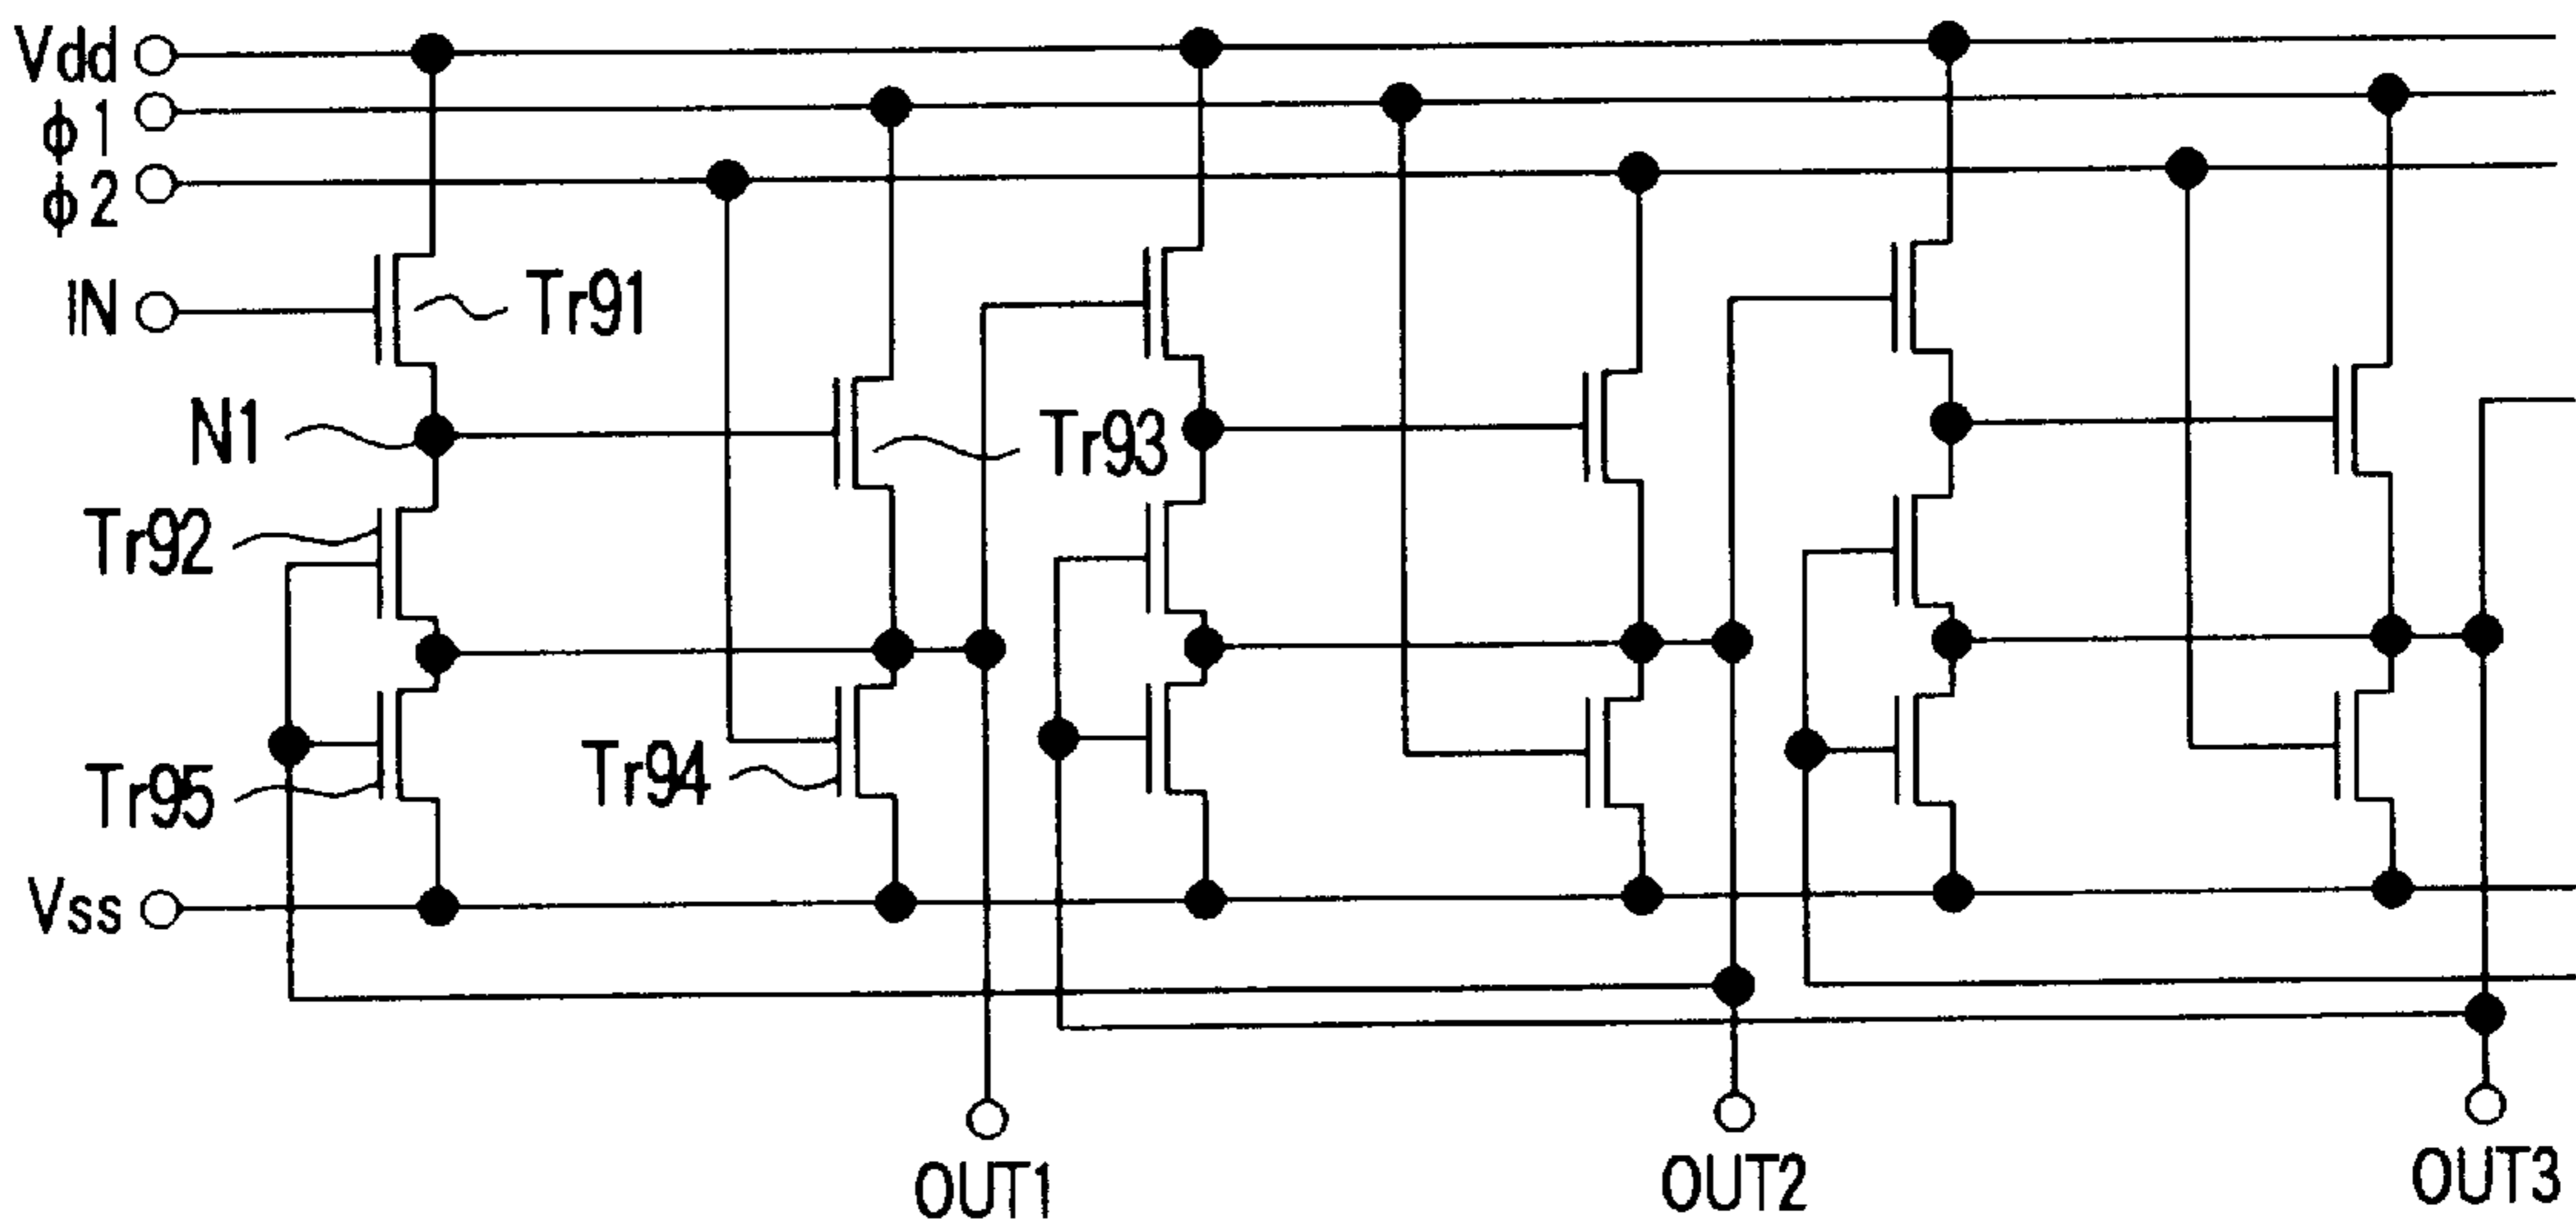 Vdd
ϕ1
ϕ2
IN
Tr91
N1
Tr93
Tr92
Tr95
Tr94
Vss
OUT1
OUT2
OUT3